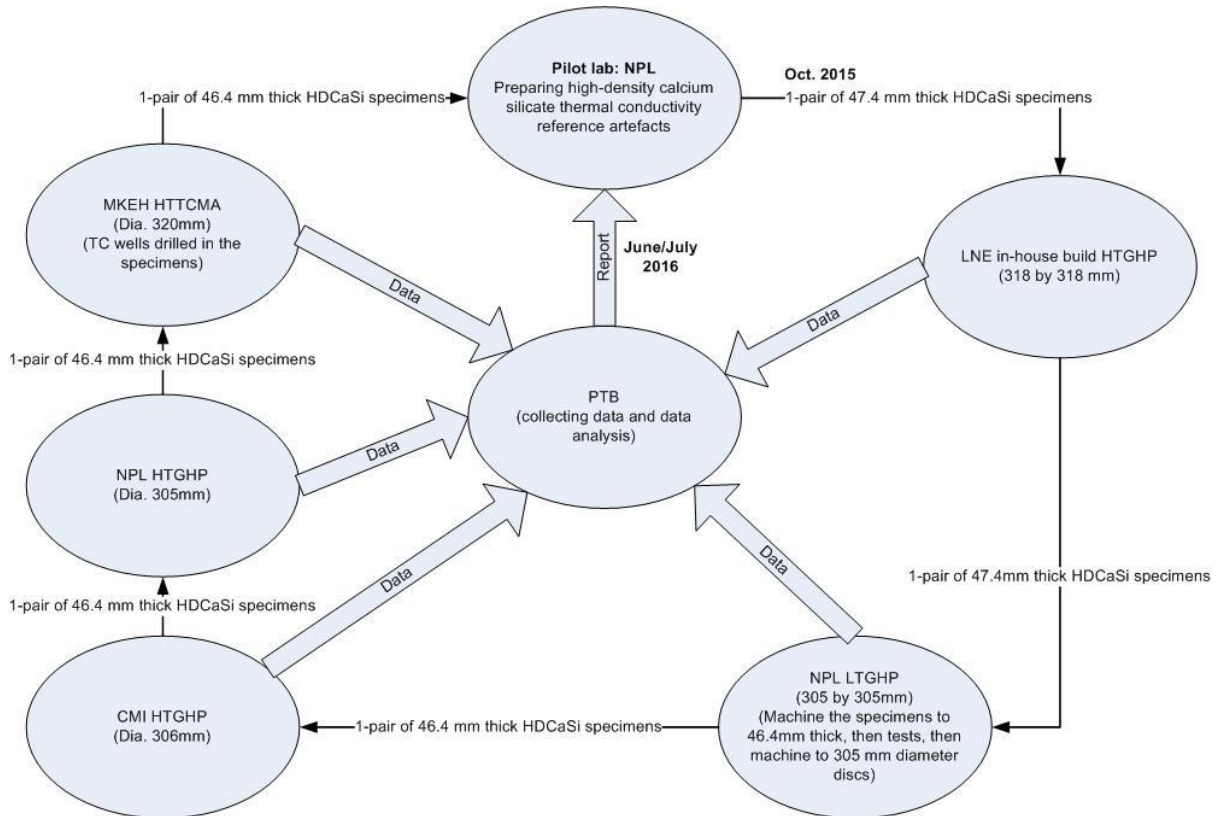 Pilot lab: NPL
Preparing high-density calcium
silicate thermal conductivity
reference artefacts
Oct. 2015
1-pair of 46.4 mm thick HDCaSi specimens
1-pair of 47.4 mm thick HDCaSi specimens
MKEH HTTCMA
(Dia. 320mm)
(TC wells drilled in the
specimens)
Data
Report
June/July
2016
LNE in-house build HTGHP
(318 by 318 mm)
Data
1-pair of 46.4 mm thick HDCaSi specimens
PTB
(collecting data and data
analysis)
NPL HTGHP
(Dia. 305mm)
Data
1-pair of 47.4mm thick HDCaSi specimens
1-pair of 46.4 mm thick HDCaSi specimens
Data
Data
CMI HTGHP
(Dia. 306mm)
1-pair of 46.4 mm thick HDCaSi specimens
NPL LTGHP
(305 by 305mm)
(Machine the specimens to
46.4mm thick, then tests, then
machine to 305 mm diameter
discs)